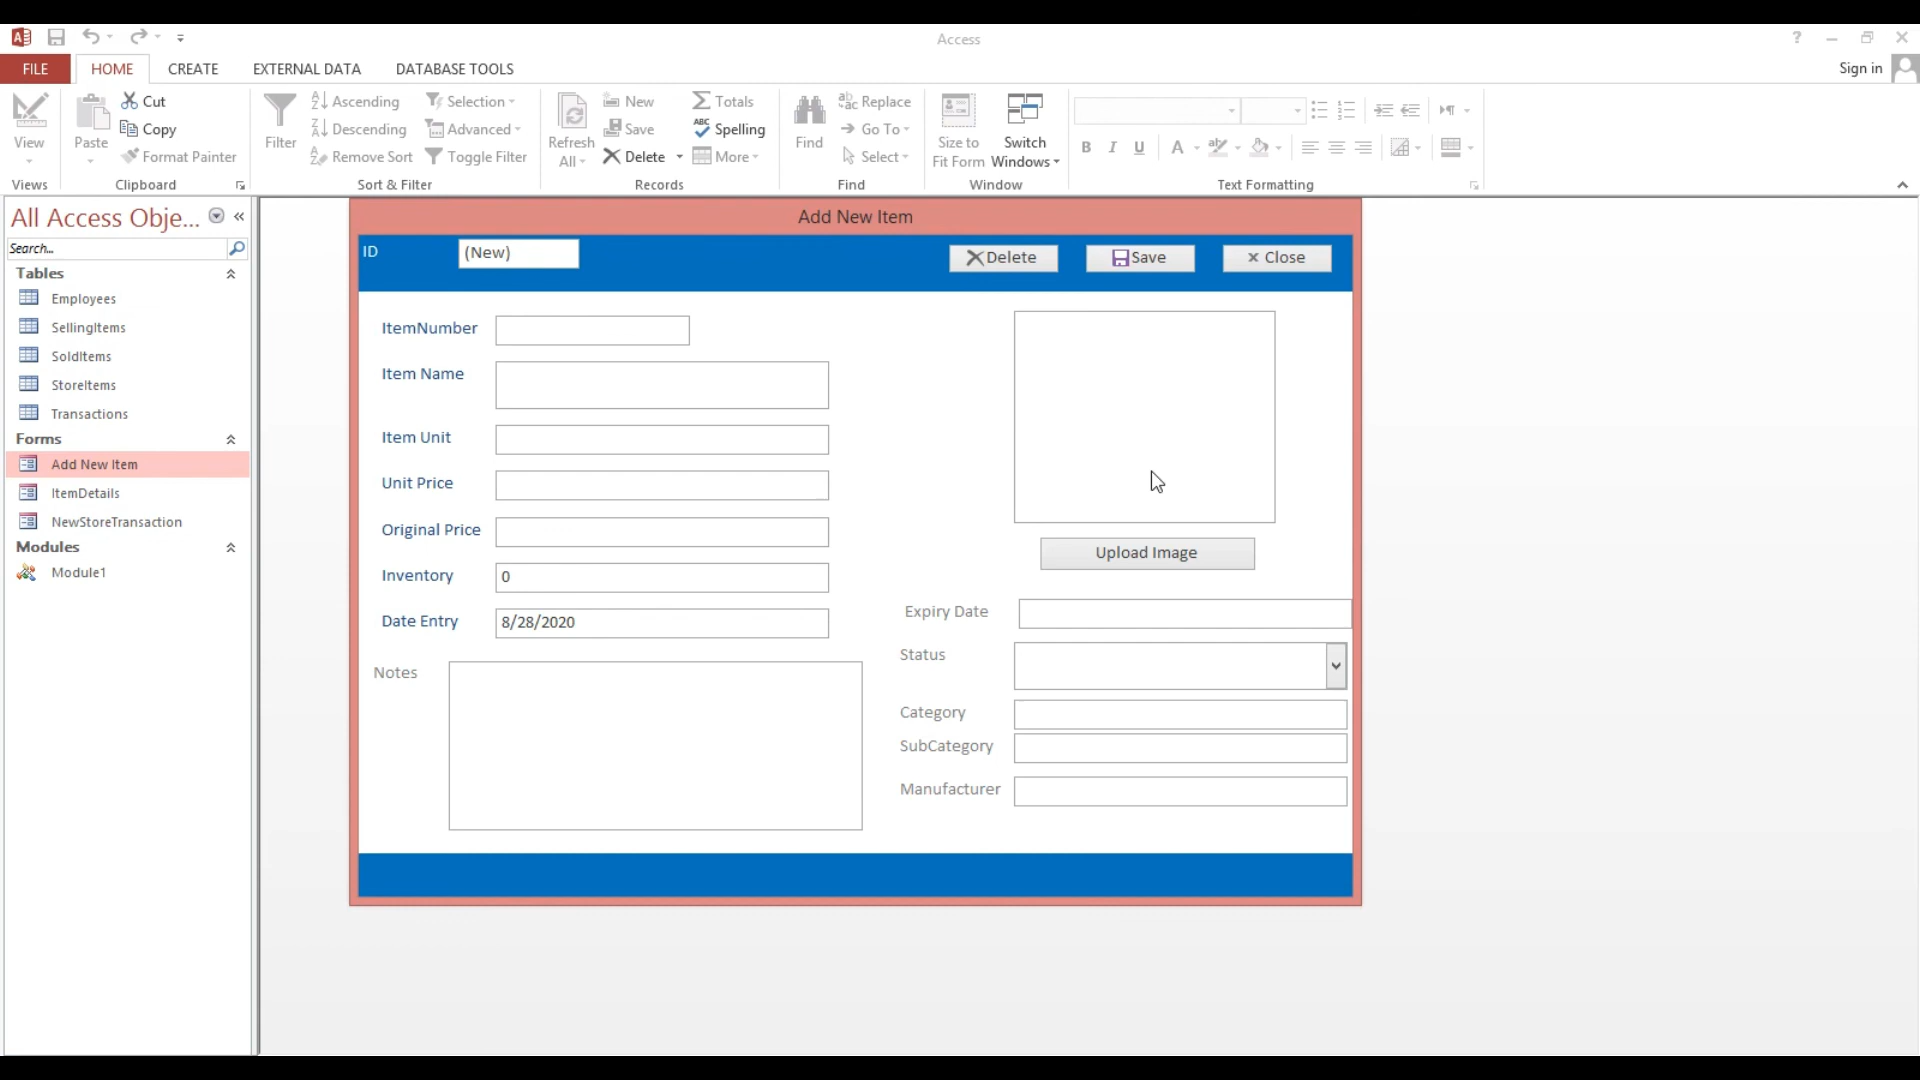 Access
?
FILE HOME CREATE EXTERNAL DATA DATABASE TOOLS Sign in
View
Views
Paste
Cut
Copy
Format Painter
Clipboard
Filter
Ascending
Descending
Remove Sort
Selection
Advanced
Toggle Filter
Sort & Filter
Refresh
All
New
Save
Delete
Totals
Spelling
More
Records
Find
Replace
Go To
Select
Find
Size to
Fit Form
Switch
Windows
Window
B I U A
Text Formatting
All Access Obje...
Search...
Tables
Employees
SellingItems
SoldItems
StoreItems
Transactions
Forms
Add New Item
ItemDetails
NewStoreTransaction
Modules
Module1
Add New Item
ID (New) Delete Save Close
ItemNumber
Item Name
Item Unit
Unit Price
Original Price
Inventory 0
Date Entry 8/28/2020
Notes
Upload Image
Expiry Date
Status
Category
SubCategory
Manufacturer